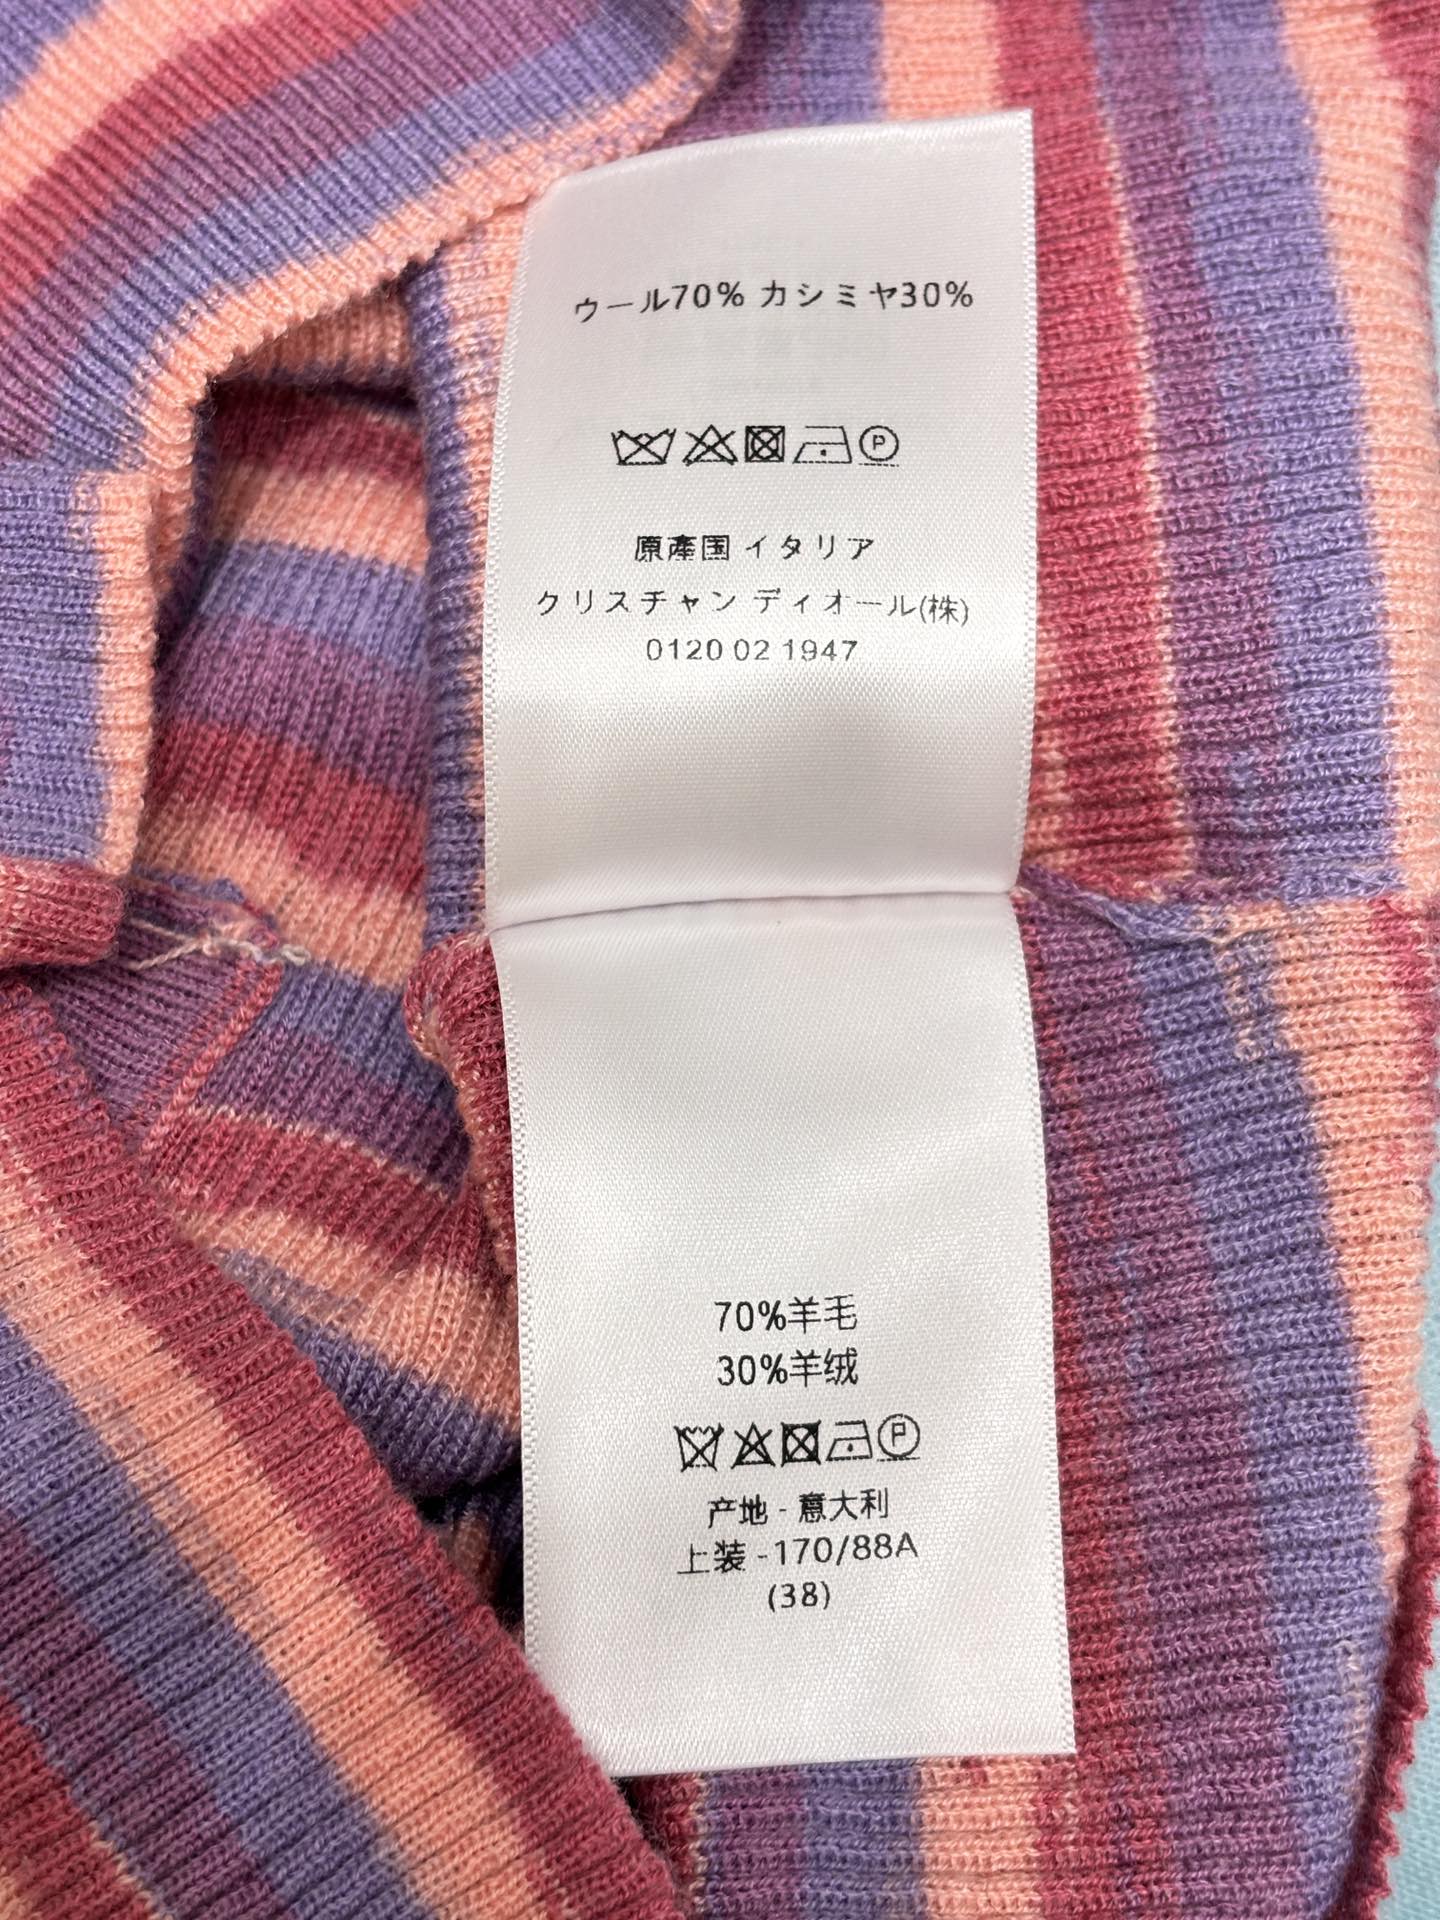 ウール70% カシミヤ30%
P
原產国 イタリア
クリスチャン ディオール(株)
0120 02 1947
70%羊毛
30%羊绒
P
产地 - 意大利
上装 -170/88A
(38)